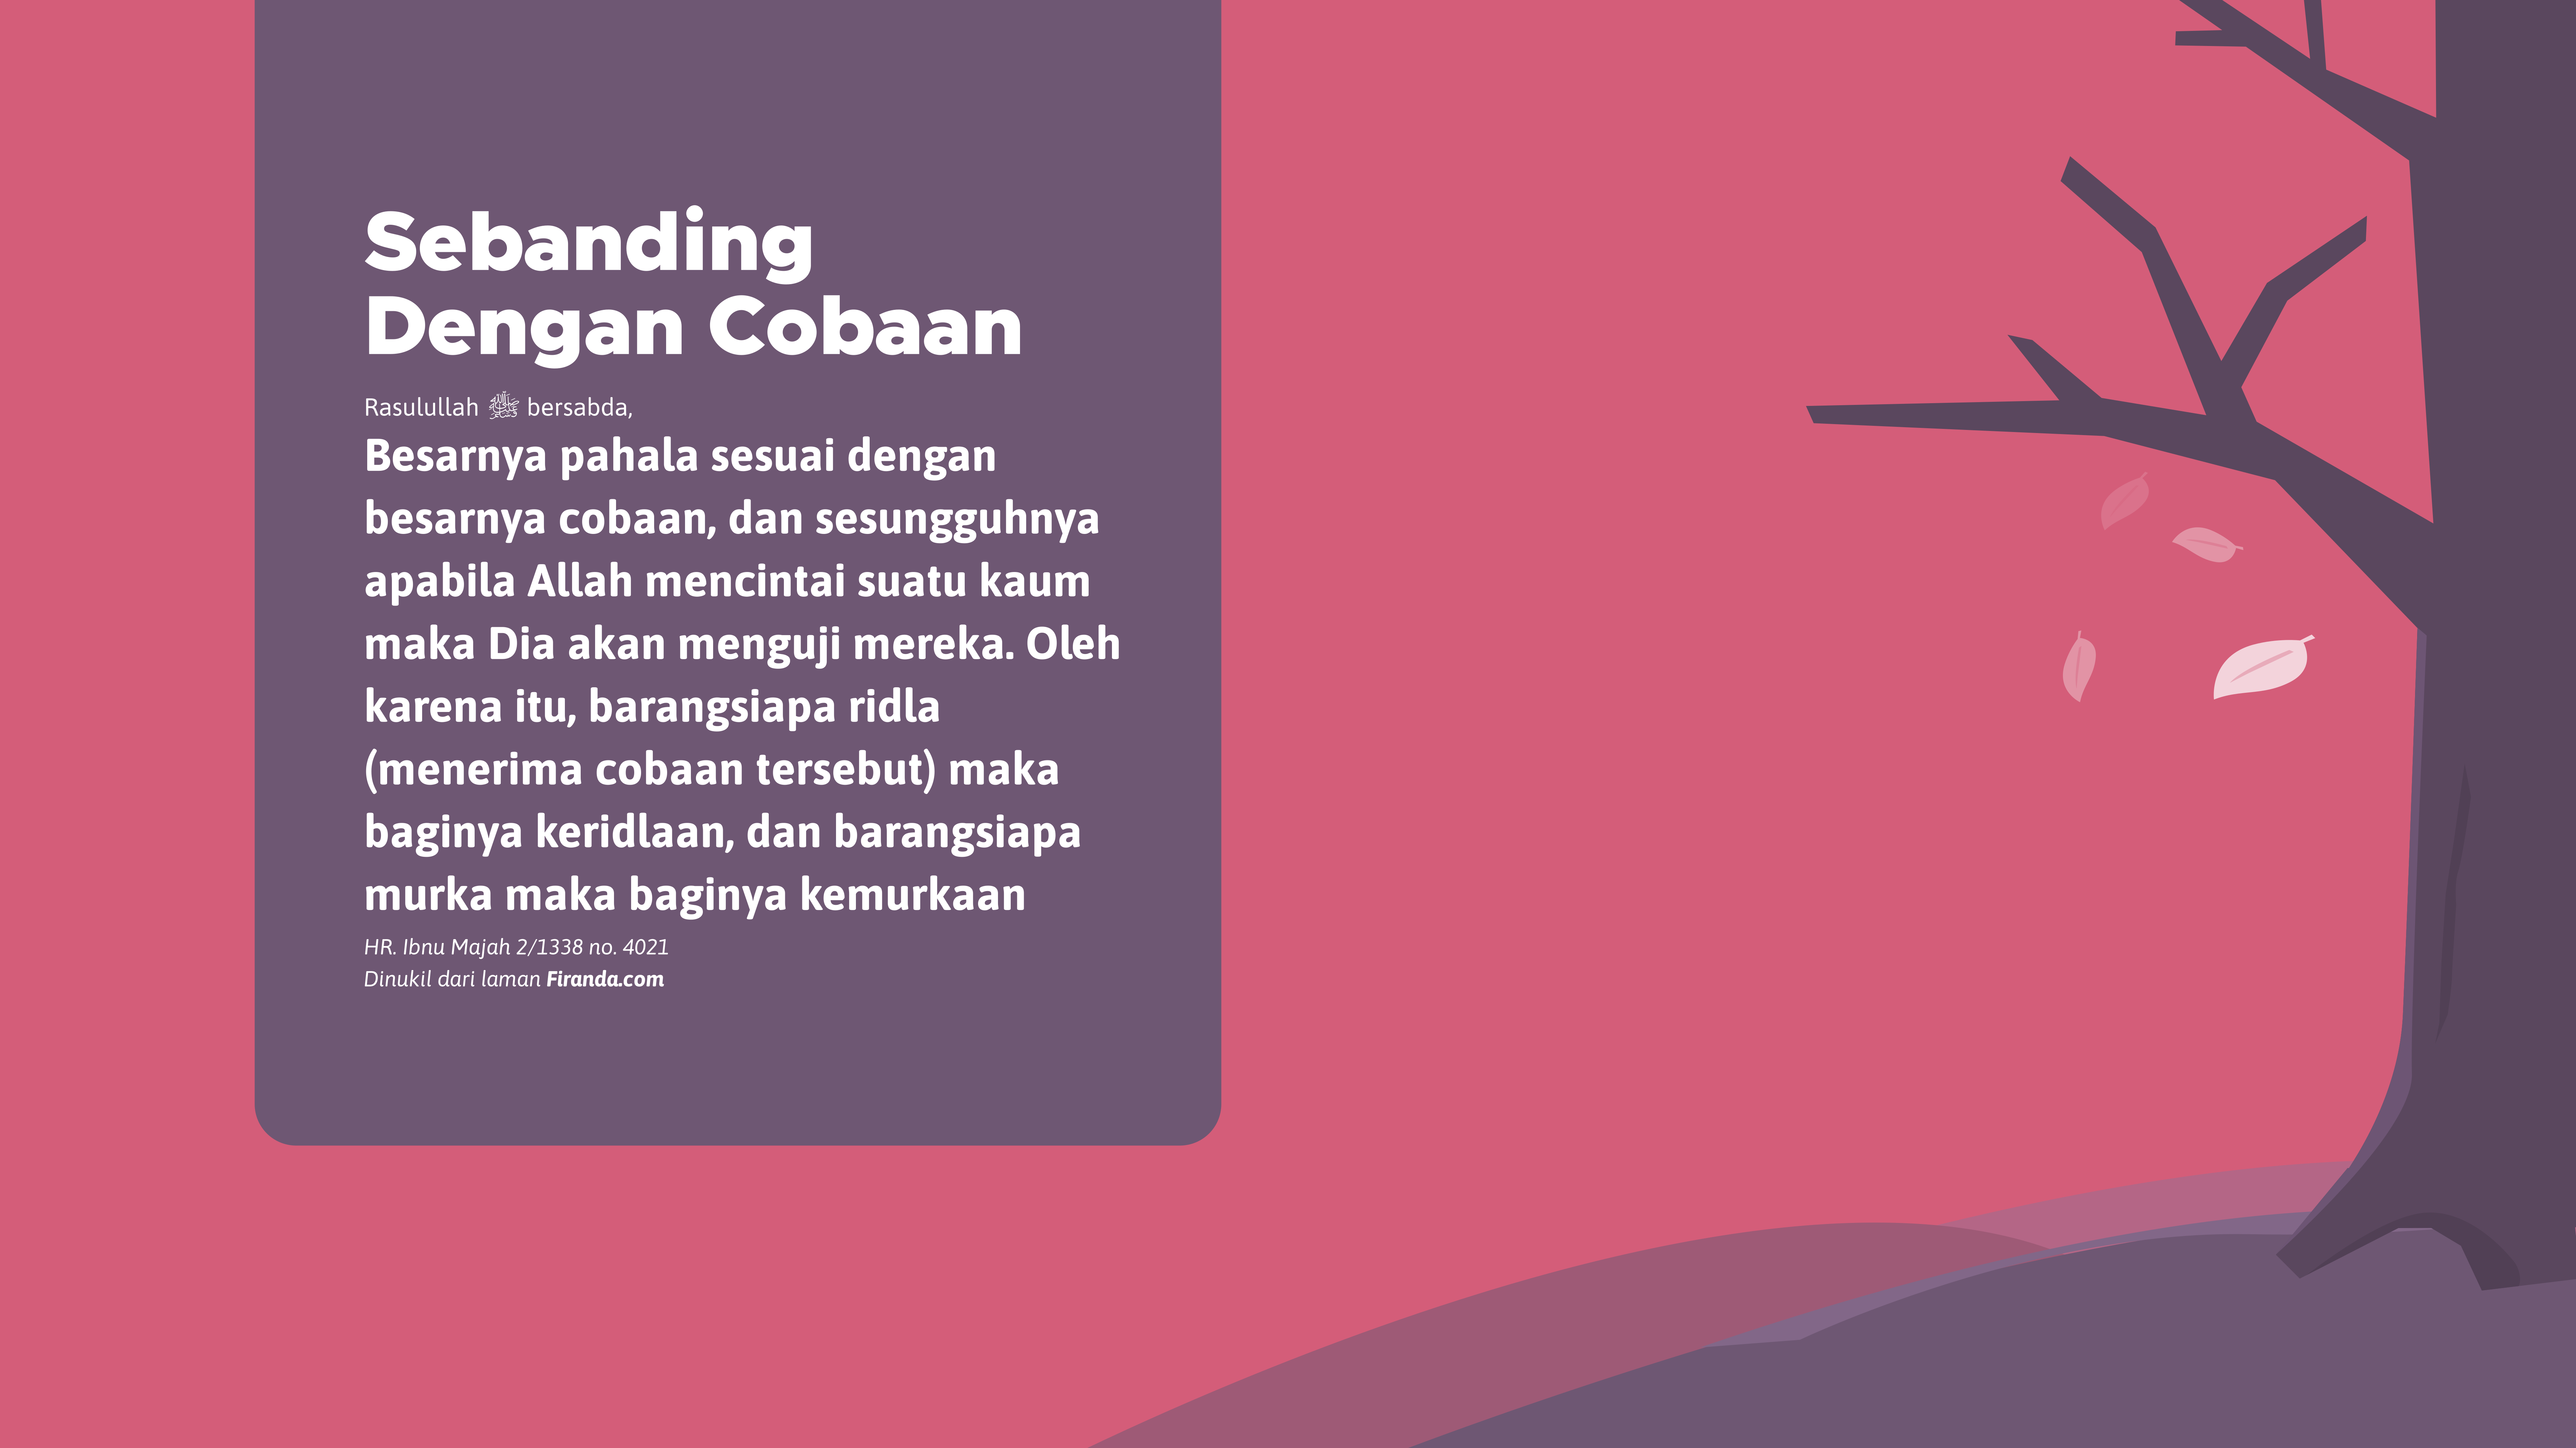 Sebanding
Dengan Cobaan
Rasulullah ﷺ bersabda,
Besarnya pahala sesuai dengan
besarnya cobaan, dan sesungguhnya
apabila Allah mencintai suatu kaum
maka Dia akan menguji mereka. Oleh
karena itu, barangsiapa ridla
(menerima cobaan tersebut) maka
baginya keridlaan, dan barangsiapa
murka maka baginya kemurkaan
HR. Ibnu Majah 2/1338 no. 4021
Dinukil dari laman Firanda.com